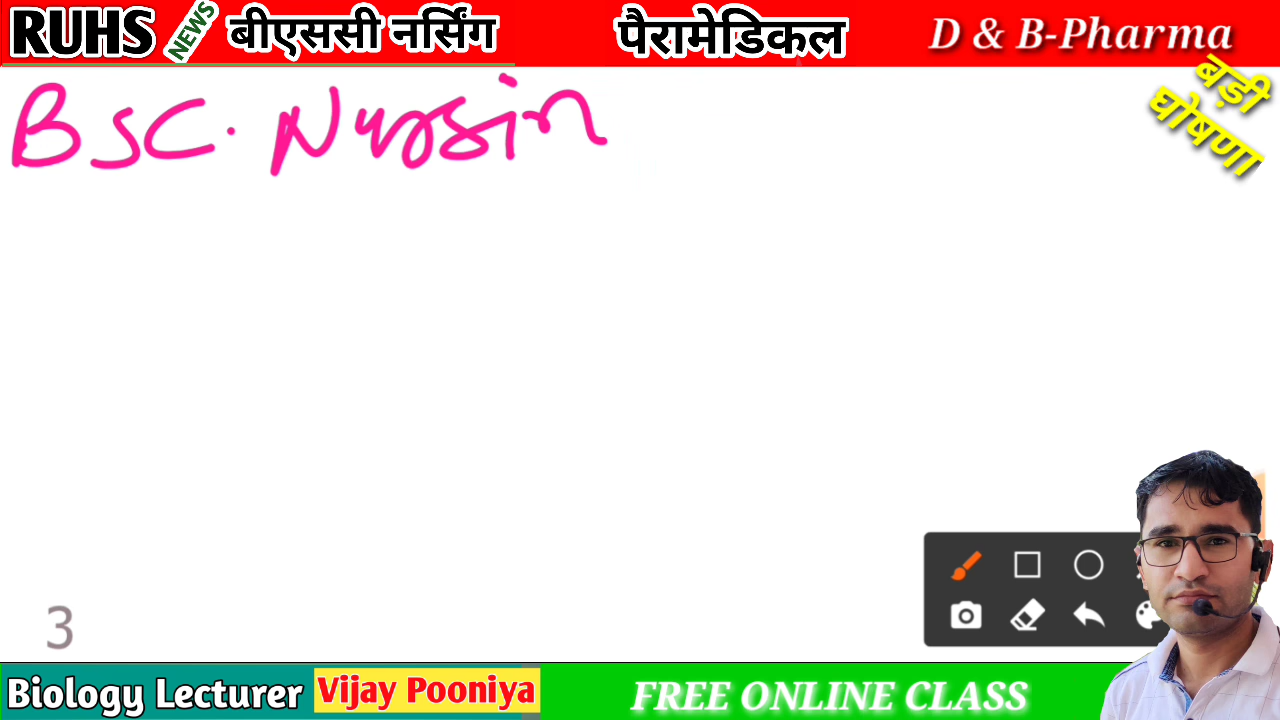 RUHS NEWS बीएससी नर्सिंग पैरामेडिकल D & B-Pharma
बड़ी
घोषणा
BSC. Nursin
3
Biology Lecturer Vijay Pooniya FREE ONLINE CLASS